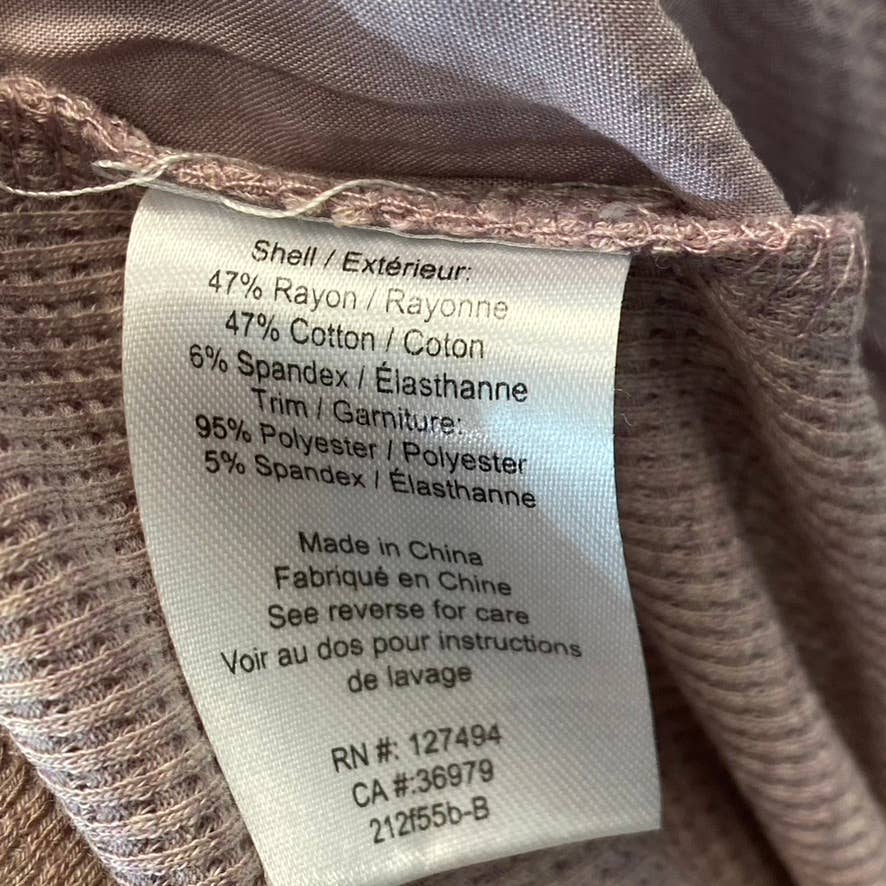 Shell / Extérieur:
47% Rayon / Rayonne
47% Cotton / Coton
6% Spandex / Élasthanne
Trim / Garniture:
95% Polyester / Polyester
5% Spandex / Élasthanne
Made in China
Fabriqué en Chine
See reverse for care
Voir au dos pour instructions
de lavage
RN #: 127494
CA #:36979
212f55b-B